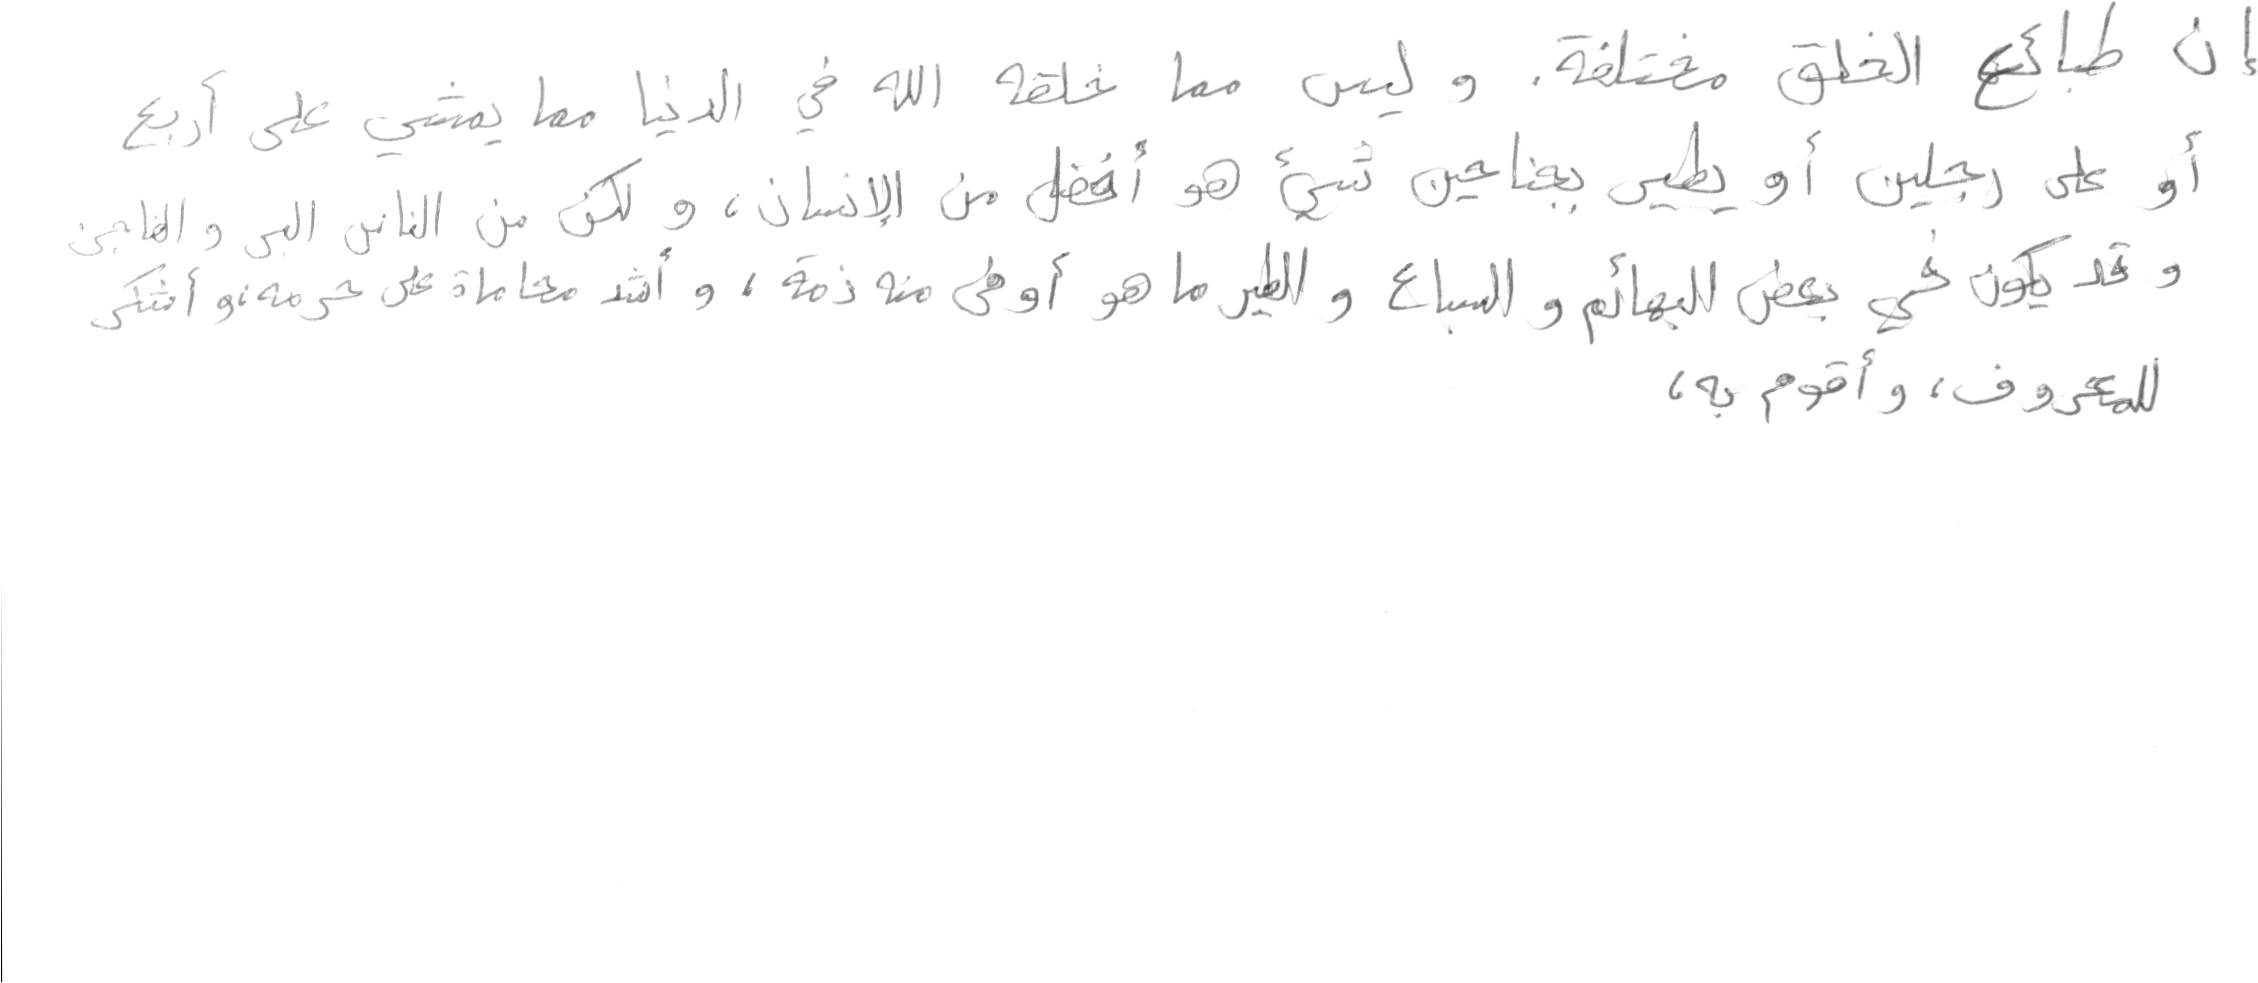 إن طبائع الخلق مختلفة. و ليس مما خلقه الله في الدنيا مما يمشي على أربع
أو على رجلين أو يطير بجناحين شيئ هو أفضل من الإنسان، و لكن من الناس البر و الفاجر.
و قد يكون في بعض البهائم و السباع و الطير ما هو أوفى منه ذمة، و أشد محاماة على حرمه، و أشكر
للمعروف، و أقوم به،